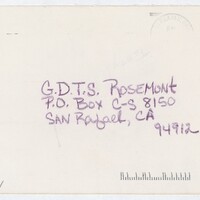 G.D.T.S. ROSEMONT
P.O. BOX C-S 8150
SAN RAFAEL, CA
94912